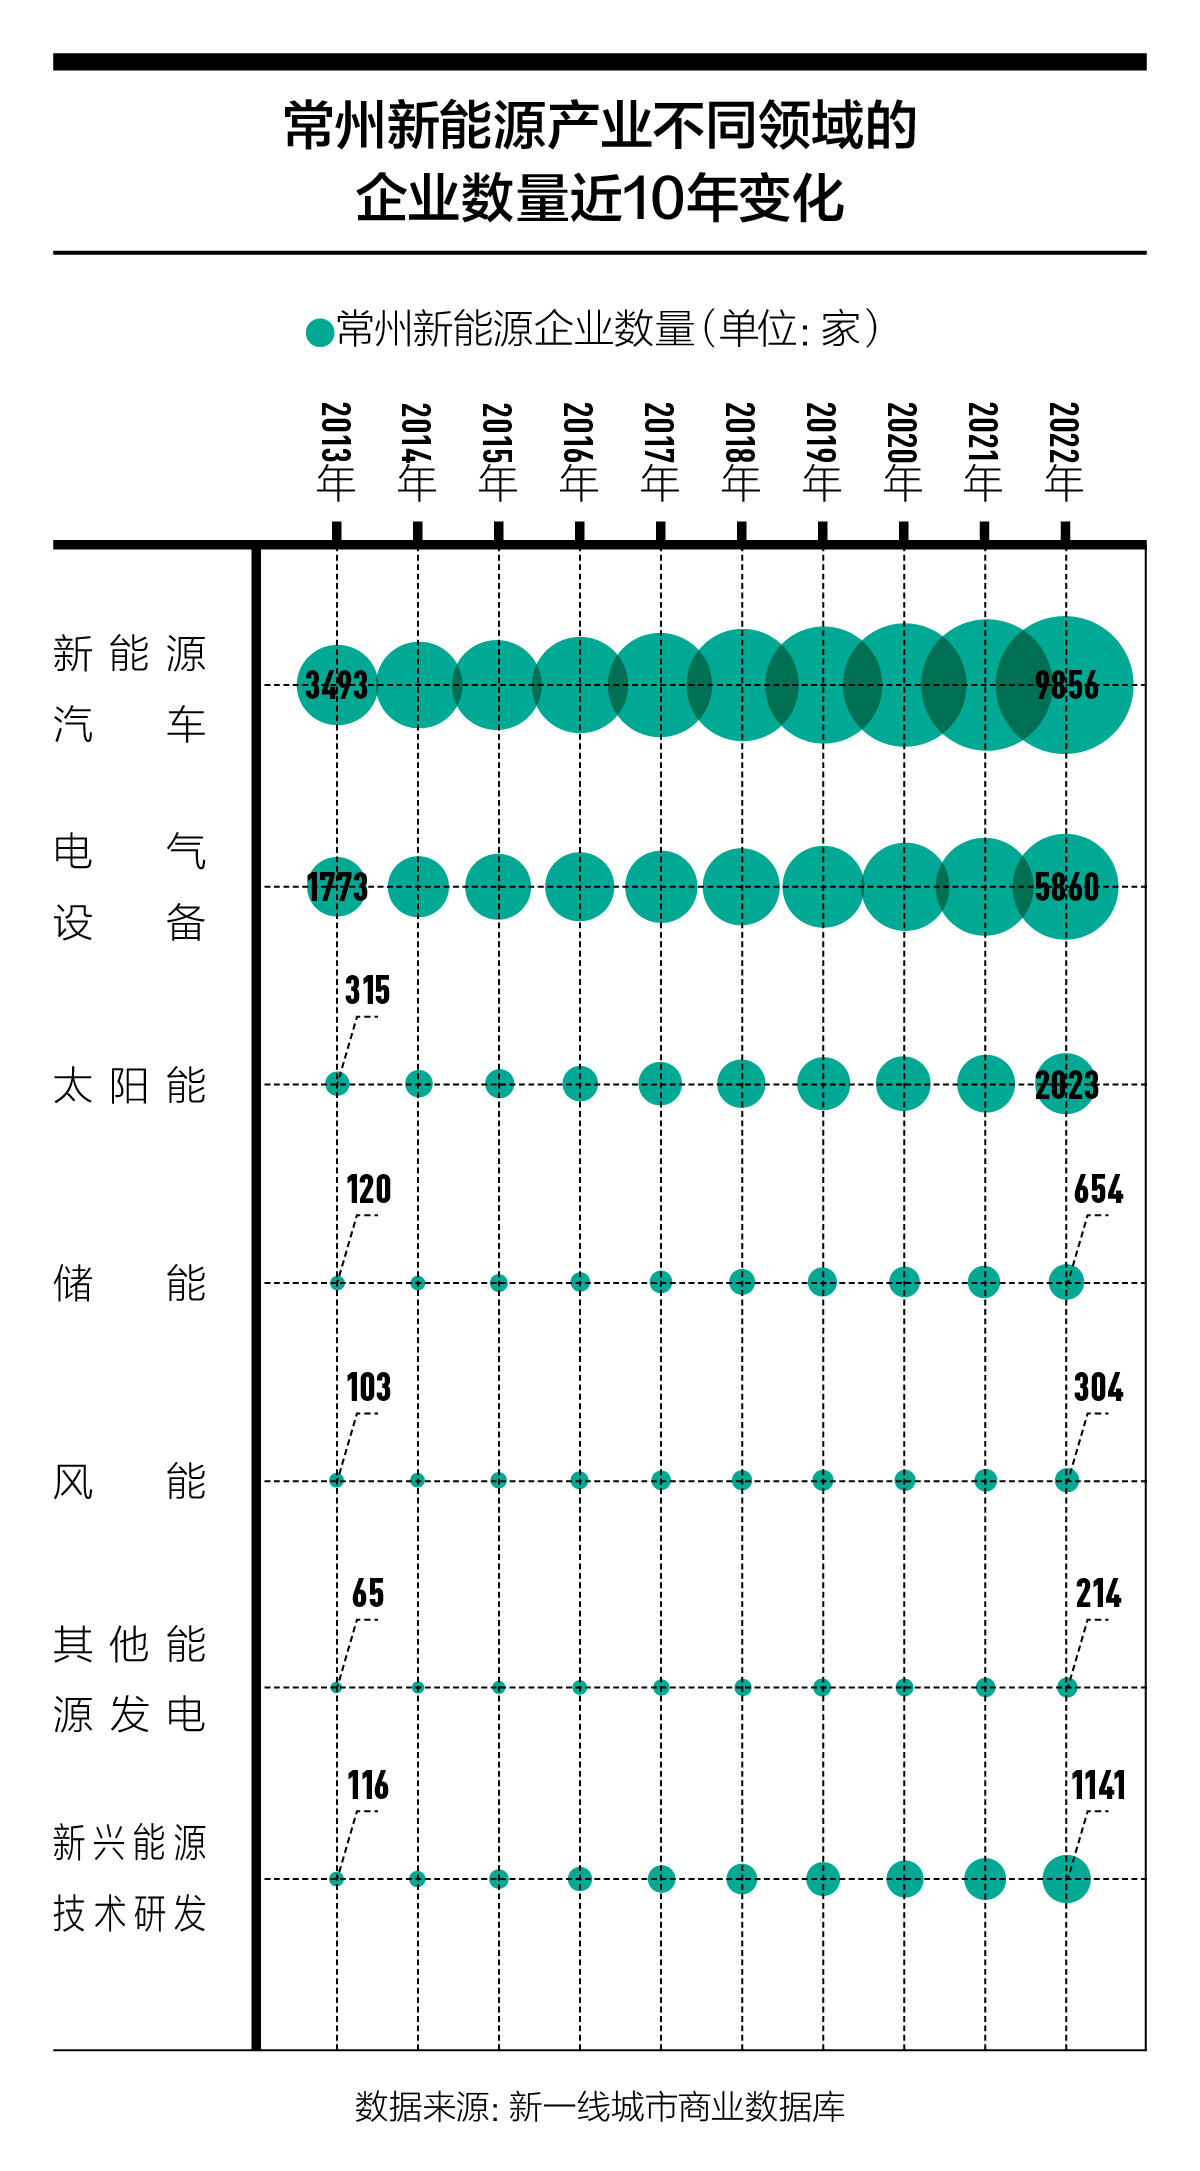 常州新能源产业不同领域的
企业数量近10年变化
常州新能源企业数量(单位: 家)
2013年 2014年 2015年 2016年 2017年 2018年 2019年 2020年 2021年 2022年
新能源
汽车
3493 9856
电气
设备
1773 5860
315
太阳能
2023
120 654
储能
103 304
风能
65 214
其他能
源发电
116 1141
新兴能源
技术研发
数据来源: 新一线城市商业数据库